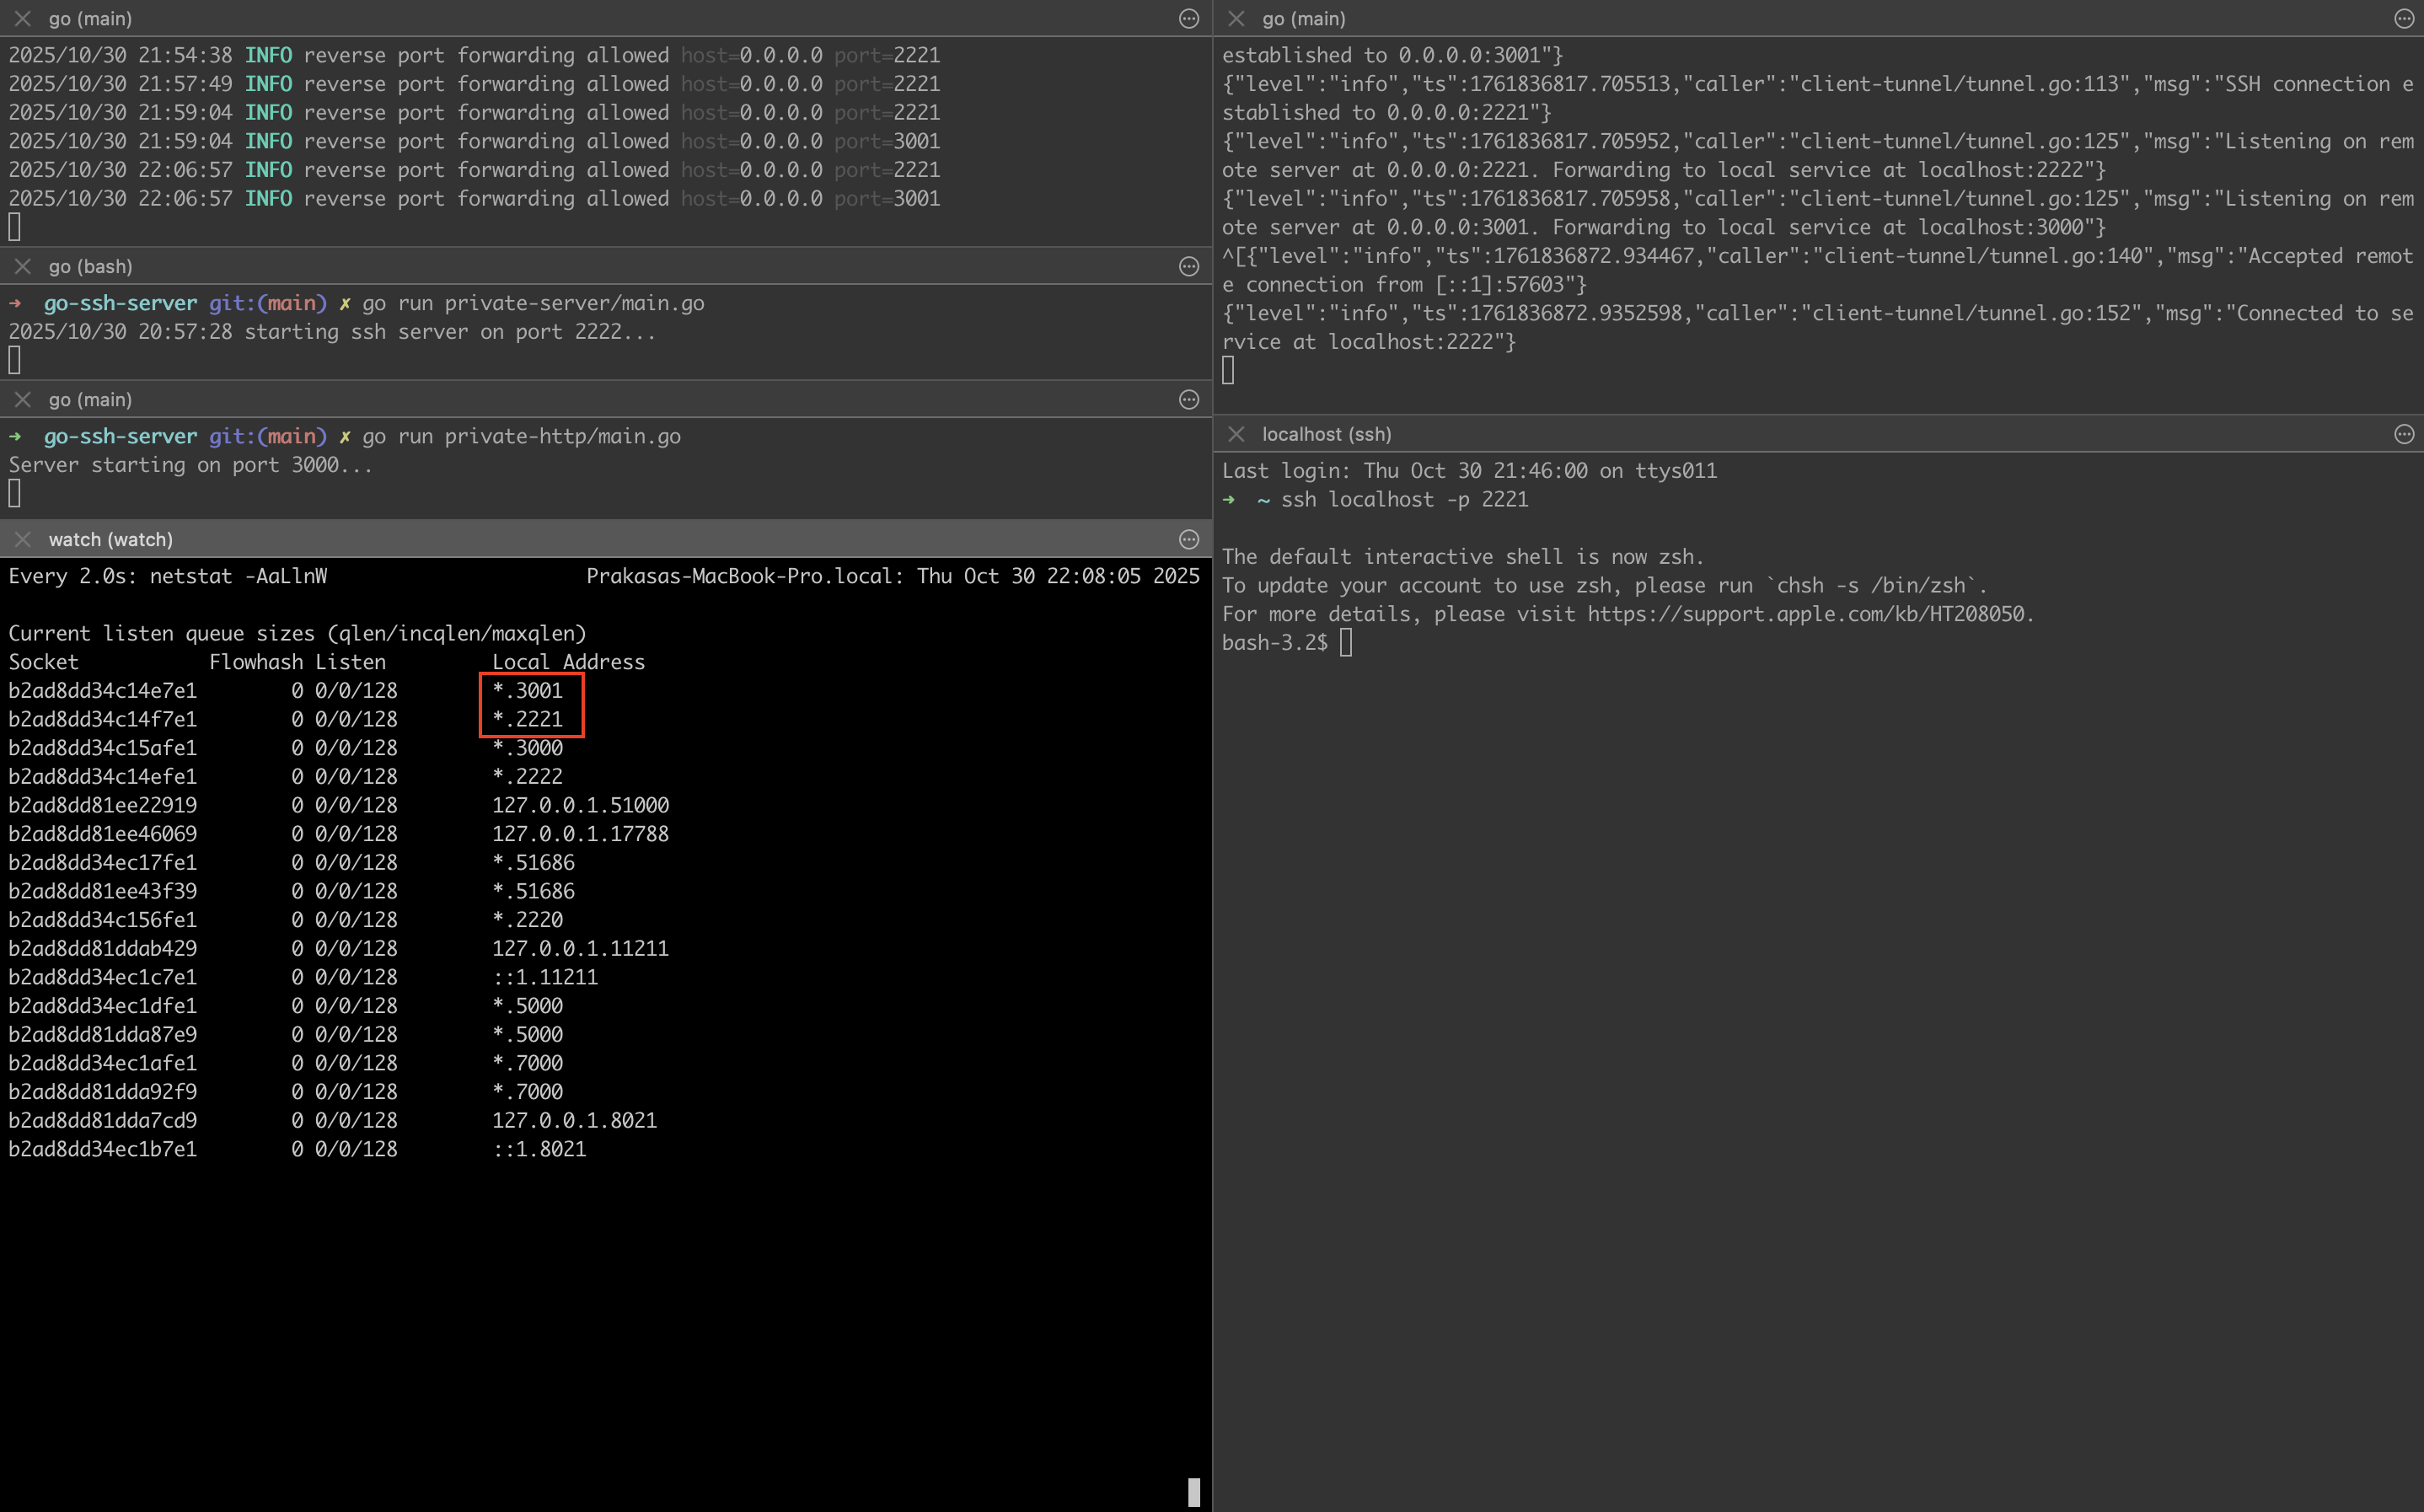 go (main)
2025/10/30 21:54:38 INFO reverse port forwarding allowed host=0.0.0.0 port=2221
2025/10/30 21:57:49 INFO reverse port forwarding allowed host=0.0.0.0 port=2221
2025/10/30 21:59:04 INFO reverse port forwarding allowed host=0.0.0.0 port=2221
2025/10/30 21:59:04 INFO reverse port forwarding allowed host=0.0.0.0 port=3001
2025/10/30 22:06:57 INFO reverse port forwarding allowed host=0.0.0.0 port=2221
2025/10/30 22:06:57 INFO reverse port forwarding allowed host=0.0.0.0 port=3001
go (bash)
➜ go-ssh-server git:(main) ✗ go run private-server/main.go
2025/10/30 20:57:28 starting ssh server on port 2222...
go (main)
➜ go-ssh-server git:(main) ✗ go run private-http/main.go
Server starting on port 3000...
watch (watch)
Every 2.0s: netstat -AaLlnW Prakasas-MacBook-Pro.local: Thu Oct 30 22:08:05 2025
Current listen queue sizes (qlen/incqlen/maxqlen)
Socket Flowhash Listen Local Address
b2ad8dd34c14e7e1 0 0/0/128 *.3001
b2ad8dd34c14f7e1 0 0/0/128 *.2221
b2ad8dd34c15afe1 0 0/0/128 *.3000
b2ad8dd34c14efe1 0 0/0/128 *.2222
b2ad8dd81ee22919 0 0/0/128 127.0.0.1.51000
b2ad8dd81ee46069 0 0/0/128 127.0.0.1.17788
b2ad8dd34ec17fe1 0 0/0/128 *.51686
b2ad8dd81ee43f39 0 0/0/128 *.51686
b2ad8dd34c156fe1 0 0/0/128 *.2220
b2ad8dd81ddab429 0 0/0/128 127.0.0.1.11211
b2ad8dd34ec1c7e1 0 0/0/128 ::1.11211
b2ad8dd34ec1dfe1 0 0/0/128 *.5000
b2ad8dd81dda87e9 0 0/0/128 *.5000
b2ad8dd34ec1afe1 0 0/0/128 *.7000
b2ad8dd81dda92f9 0 0/0/128 *.7000
b2ad8dd81dda7cd9 0 0/0/128 127.0.0.1.8021
b2ad8dd34ec1b7e1 0 0/0/128 ::1.8021
go (main)
established to 0.0.0.0:3001"}
{"level":"info","ts":1761836817.705513,"caller":"client-tunnel/tunnel.go:113","msg":"SSH connection e
stablished to 0.0.0.0:2221"}
{"level":"info","ts":1761836817.705952,"caller":"client-tunnel/tunnel.go:125","msg":"Listening on rem
ote server at 0.0.0.0:2221. Forwarding to local service at localhost:2222"}
{"level":"info","ts":1761836817.705958,"caller":"client-tunnel/tunnel.go:125","msg":"Listening on rem
ote server at 0.0.0.0:3001. Forwarding to local service at localhost:3000"}
^[{"level":"info","ts":1761836872.934467,"caller":"client-tunnel/tunnel.go:140","msg":"Accepted remot
e connection from [::1]:57603"}
{"level":"info","ts":1761836872.9352598,"caller":"client-tunnel/tunnel.go:152","msg":"Connected to se
rvice at localhost:2222"}
localhost (ssh)
Last login: Thu Oct 30 21:46:00 on ttys011
➜ ~ ssh localhost -p 2221
The default interactive shell is now zsh.
To update your account to use zsh, please run `chsh -s /bin/zsh`.
For more details, please visit https://support.apple.com/kb/HT208050.
bash-3.2$